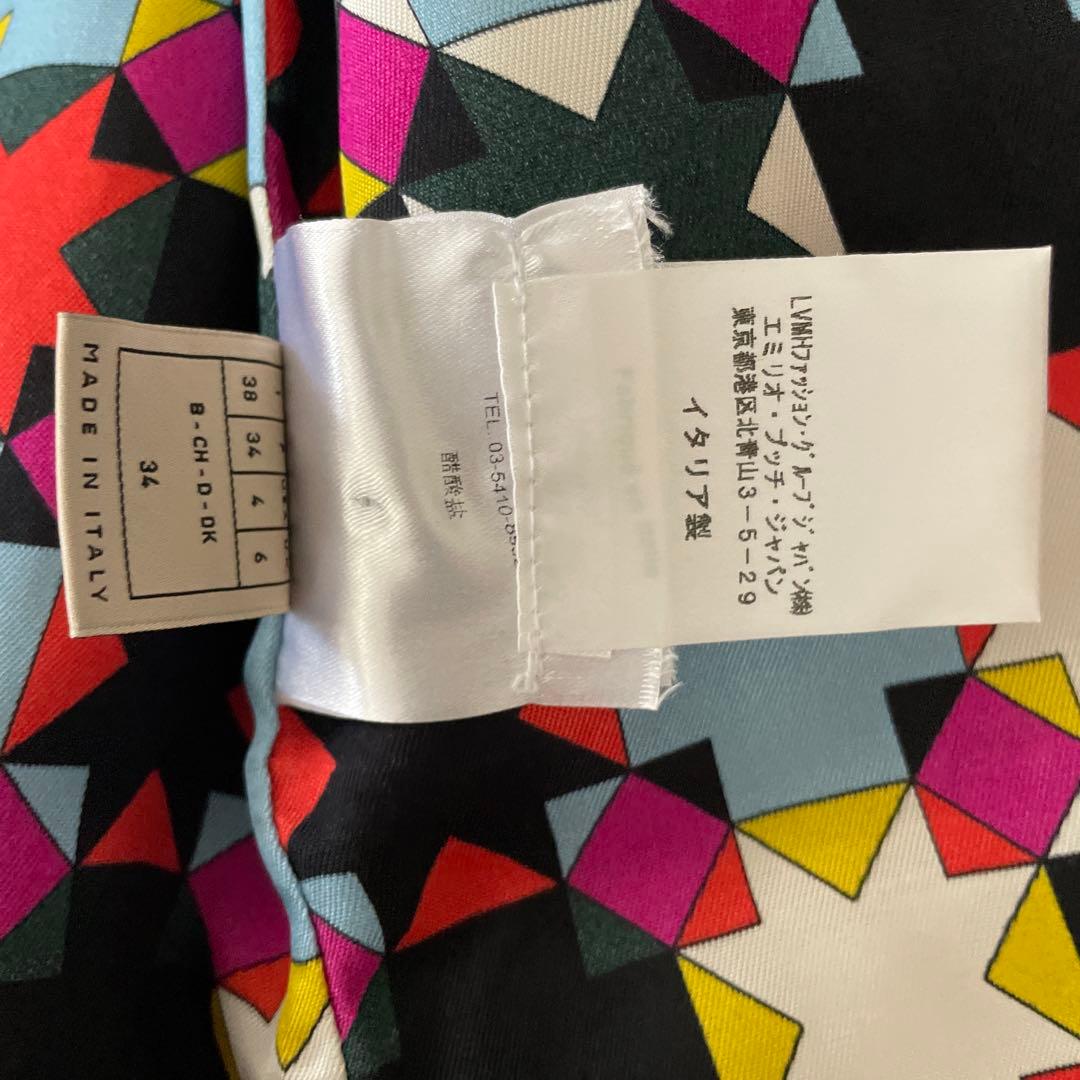 38 34 4 6
B - CH - D - DK
34
MADE IN ITALY
TEL. 03-5410-
醋酸
LVMHﾌｧｯｼｮﾝ･ｸﾞﾙｰﾌﾟｼﾞｬﾊﾟﾝ㈱
エミリオ・プッチ・ジャパン
東京都港区北青山3－5－29
イタリア製